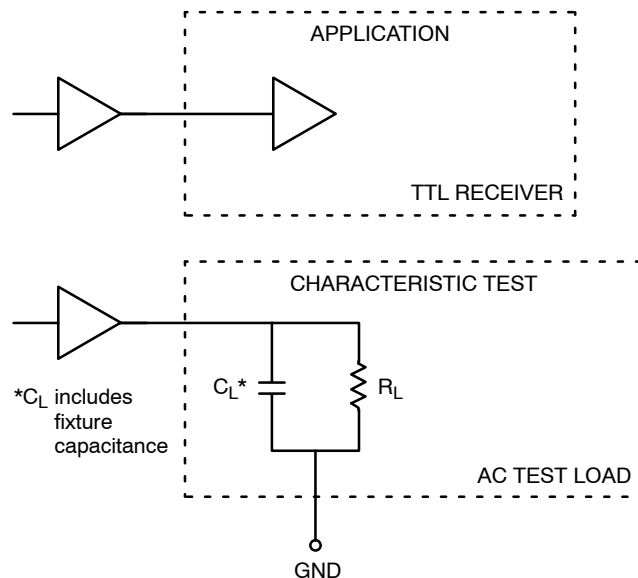 APPLICATION
TTL RECEIVER
CHARACTERISTIC TEST
*CL includes
fixture
capacitance
CL*
RL
AC TEST LOAD
GND